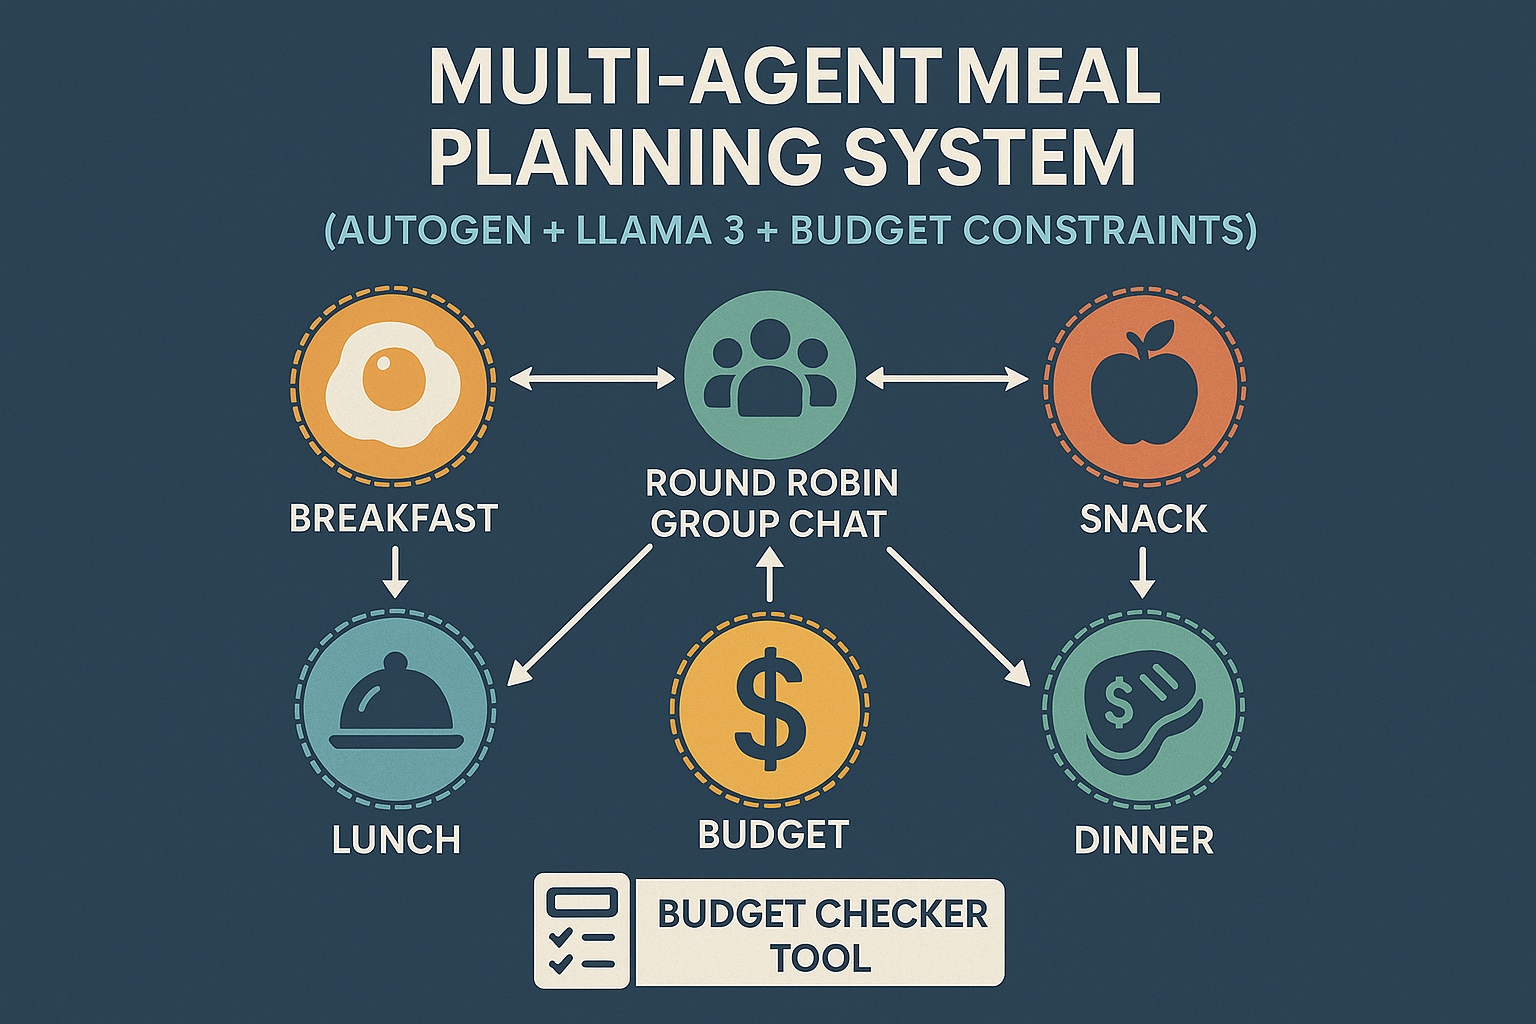 MULTI-AGENT MEAL
PLANNING SYSTEM
(AUTOGEN + LLAMA 3 + BUDGET CONSTRAINTS)
BREAKFAST
ROUND ROBIN
GROUP CHAT
SNACK
$
$
LUNCH
BUDGET
DINNER
BUDGET CHECKER
TOOL